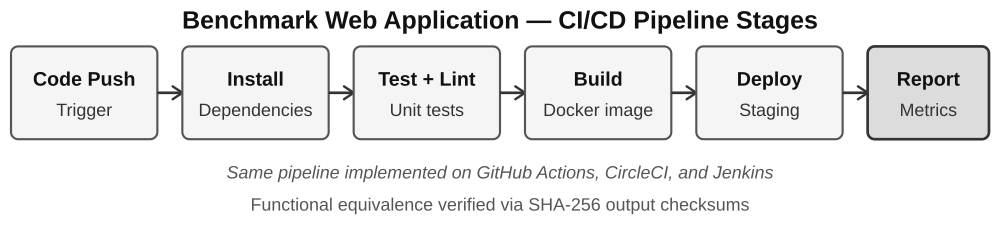 Benchmark Web Application — CI/CD Pipeline Stages
Code Push
Trigger
Install
Dependencies
Test + Lint
Unit tests
Build
Docker image
Deploy
Staging
Report
Metrics
Same pipeline implemented on GitHub Actions, CircleCI, and Jenkins
Functional equivalence verified via SHA-256 output checksums